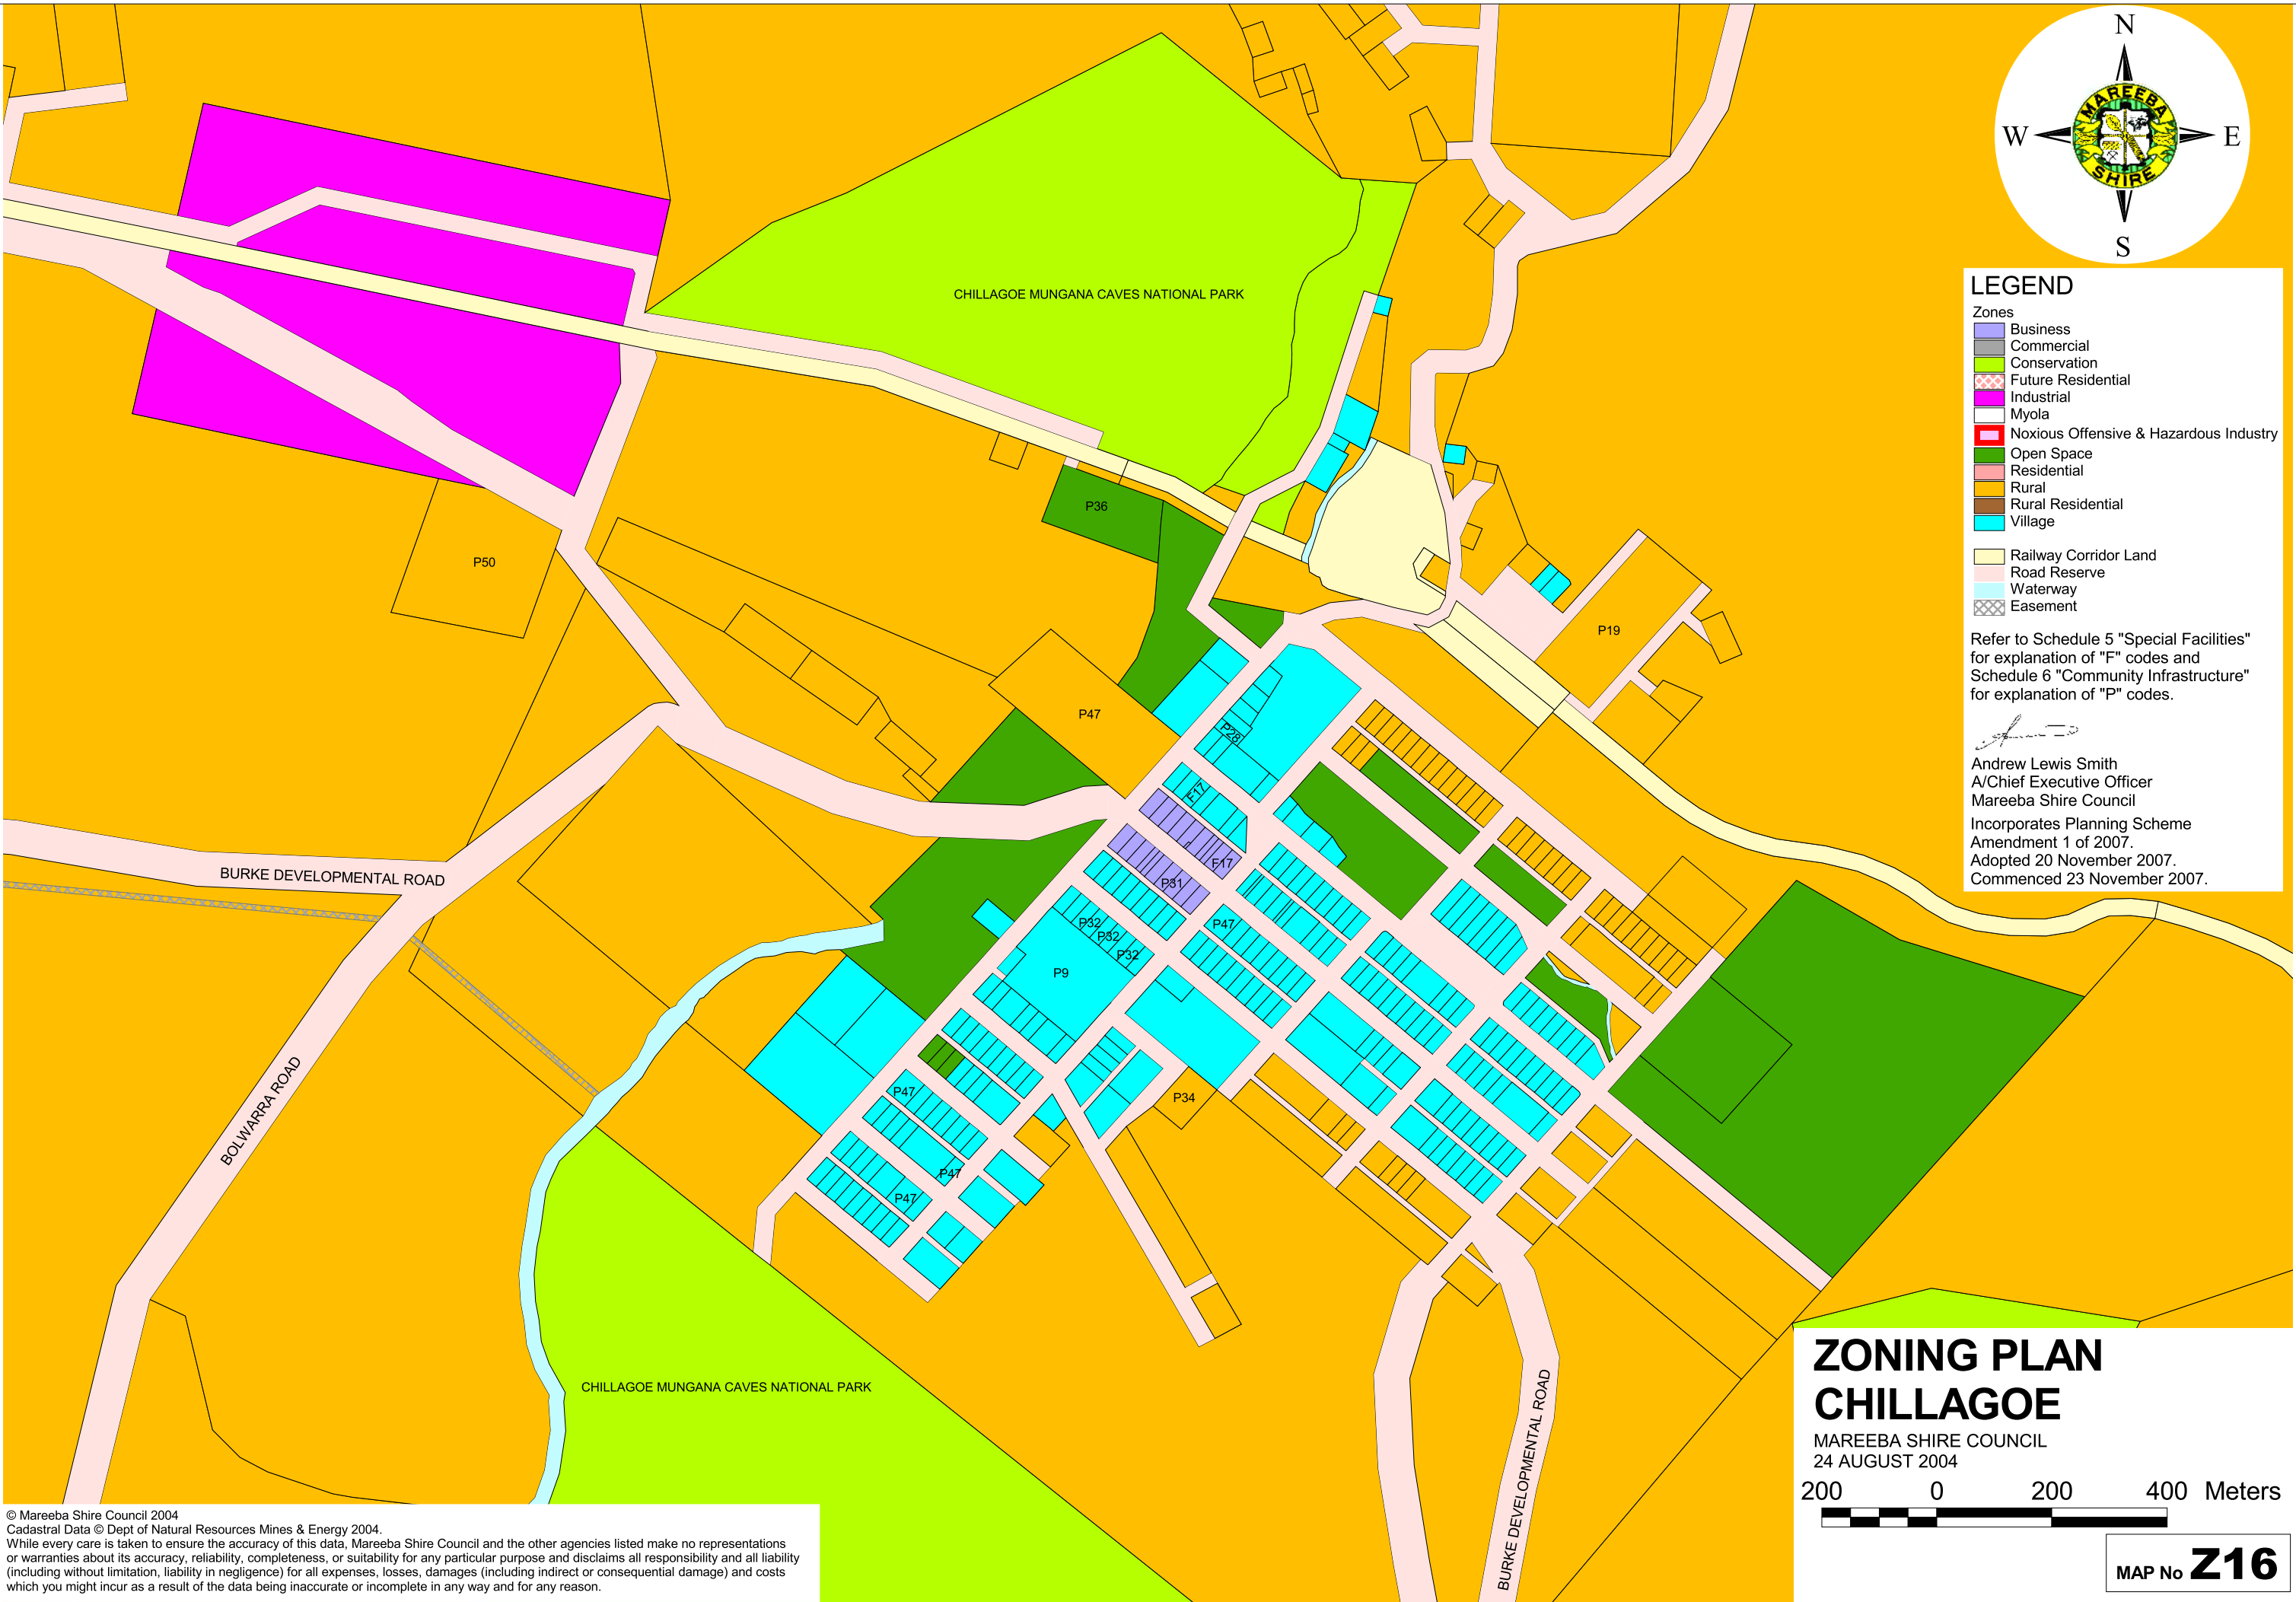 N
MAREEBA
W
E
SHIRE
S
LEGEND
Zones
Business
Commercial
Conservation
Future Residential
Industrial
Myola
Noxious Offensive & Hazardous Industry
Open Space
Residential
Rural
Rural Residential
Village
Railway Corridor Land
Road Reserve
Waterway
Easement
Refer to Schedule 5 "Special Facilities"
for explanation of "F" codes and
Schedule 6 "Community Infrastructure"
for explanation of "P" codes.
Andrew Lewis Smith
A/Chief Executive Officer
Mareeba Shire Council
Incorporates Planning Scheme
Amendment 1 of 2007.
Adopted 20 November 2007.
Commenced 23 November 2007.
CHILLAGOE MUNGANA CAVES NATIONAL PARK
P36
P50
P19
P47
P28
F17
F17
P31
P32
P32
P32
P47
P9
P47
P34
P47
P47
BURKE DEVELOPMENTAL ROAD
BOLWARRA ROAD
CHILLAGOE MUNGANA CAVES NATIONAL PARK
BURKE DEVELOPMENTAL ROAD
ZONING PLAN
CHILLAGOE
MAREEBA SHIRE COUNCIL
24 AUGUST 2004
200 0 200 400 Meters
MAP No Z16
© Mareeba Shire Council 2004
Cadastral Data © Dept of Natural Resources Mines & Energy 2004.
While every care is taken to ensure the accuracy of this data, Mareeba Shire Council and the other agencies listed make no representations
or warranties about its accuracy, reliability, completeness, or suitability for any particular purpose and disclaims all responsibility and all liability
(including without limitation, liability in negligence) for all expenses, losses, damages (including indirect or consequential damage) and costs
which you might incur as a result of the data being inaccurate or incomplete in any way and for any reason.